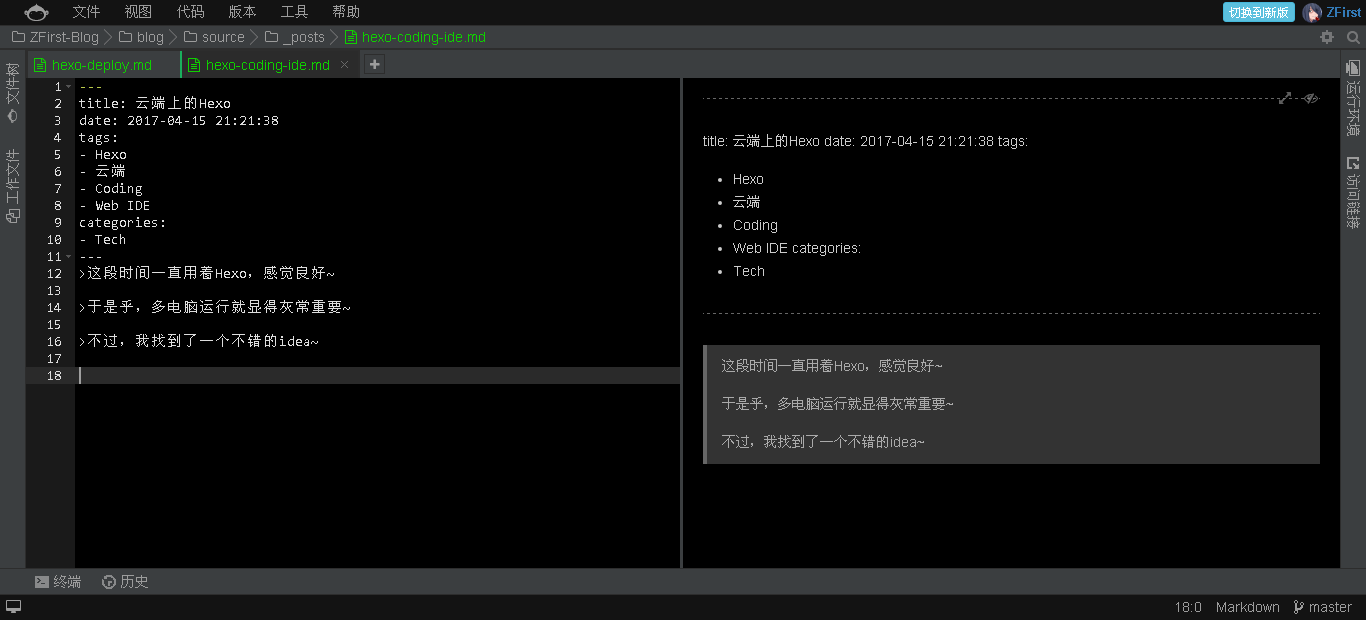 文件 视图 代码 版本 工具 帮助 切换到新版 ZFirst
ZFirst-Blog blog source _posts hexo-coding-ide.md
hexo-deploy.md hexo-coding-ide.md × +
文件树
工作文件
1 ---
2 title: 云端上的Hexo
3 date: 2017-04-15 21:21:38
4 tags:
5 - Hexo
6 - 云端
7 - Coding
8 - Web IDE
9 categories:
10 - Tech
11 ---
12 >这段时间一直用着Hexo，感觉良好~
13
14 >于是乎，多电脑运行就显得灰常重要~
15
16 >不过，我找到了一个不错的idea~
17
18
title: 云端上的Hexo date: 2017-04-15 21:21:38 tags:
• Hexo
• 云端
• Coding
• Web IDE categories:
• Tech
这段时间一直用着Hexo，感觉良好~
于是乎，多电脑运行就显得灰常重要~
不过，我找到了一个不错的idea~
运行环境
访问链接
终端 历史
18:0 Markdown master